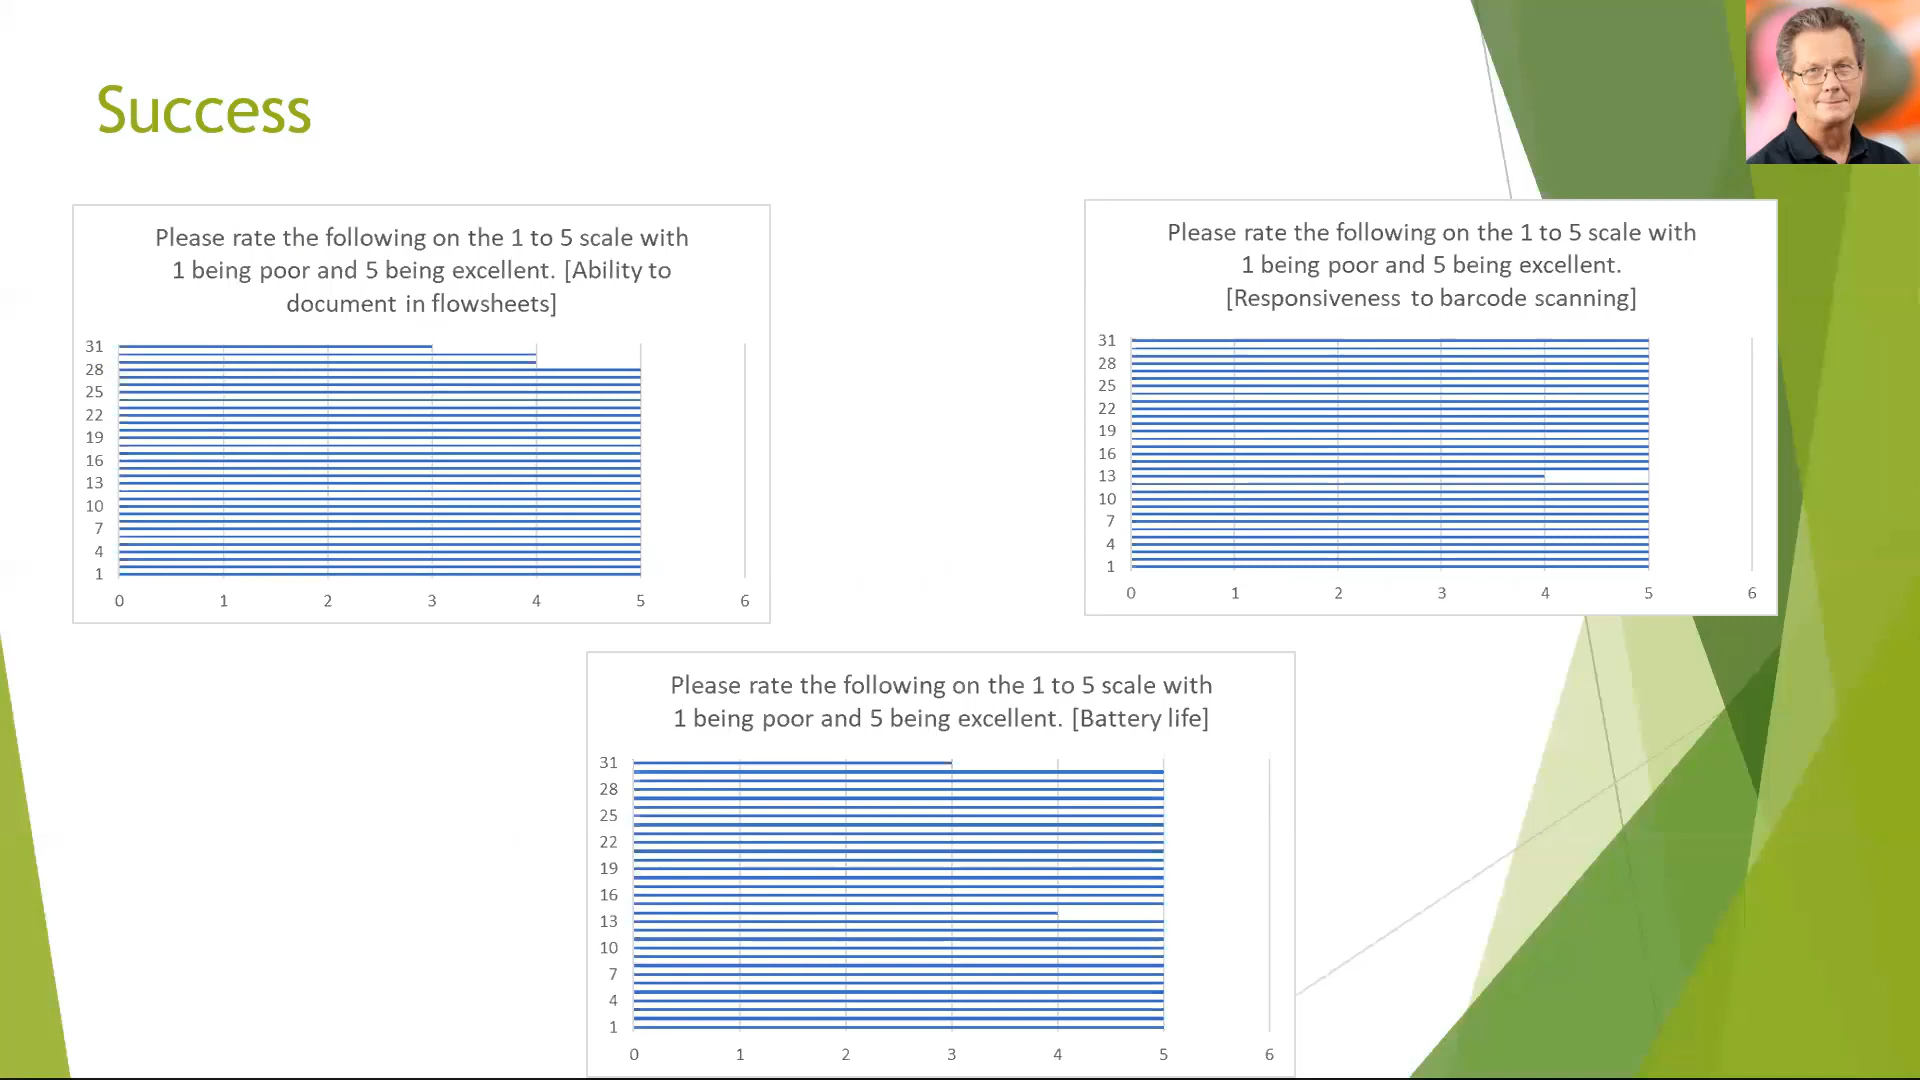 Success
Please rate the following on the 1 to 5 scale with
1 being poor and 5 being excellent. [Ability to
document in flowsheets]
31
28
25
22
19
16
13
10
7
4
1
0 1 2 3 4 5 6
Please rate the following on the 1 to 5 scale with
1 being poor and 5 being excellent.
[Responsiveness to barcode scanning]
31
28
25
22
19
16
13
10
7
4
1
0 1 2 3 4 5 6
Please rate the following on the 1 to 5 scale with
1 being poor and 5 being excellent. [Battery life]
31
28
25
22
19
16
13
10
7
4
1
0 1 2 3 4 5 6